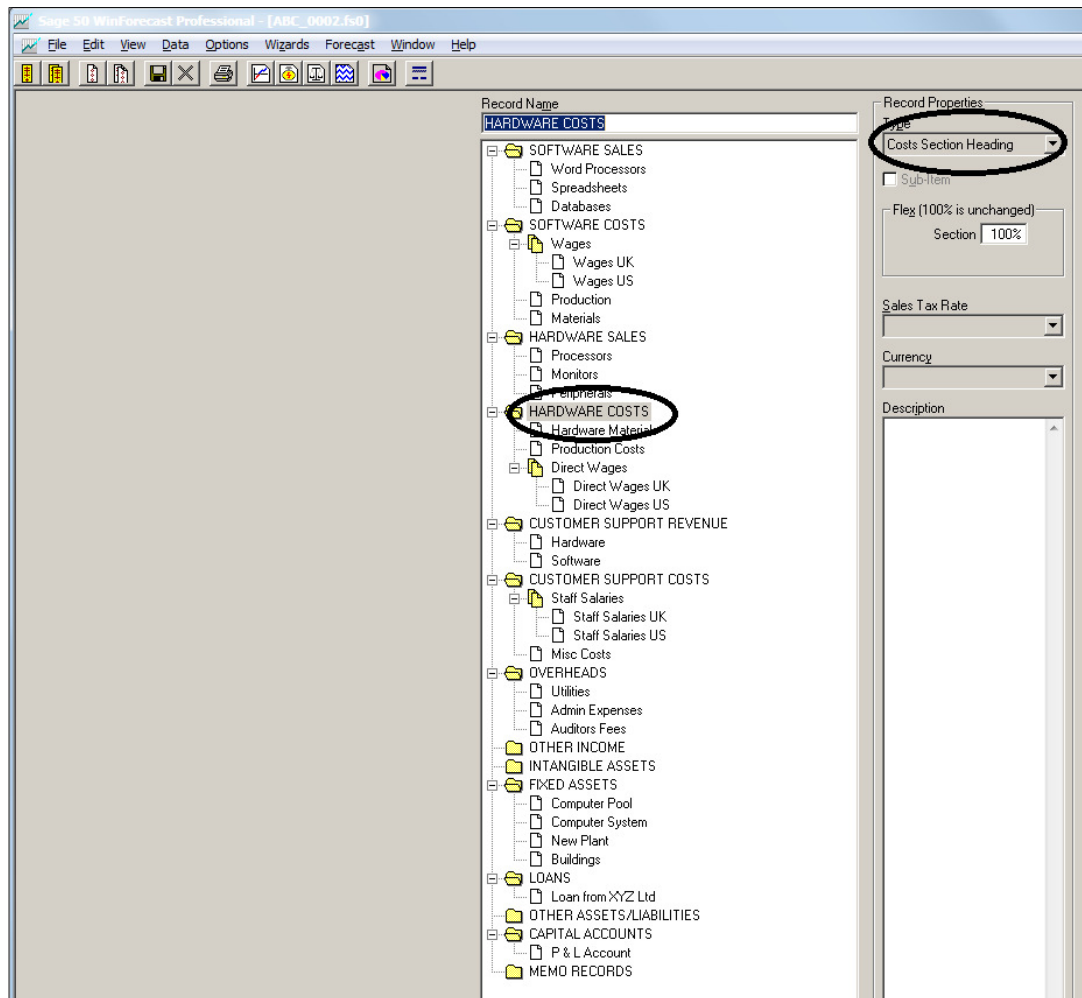 Sage 50 WinForecast Professional - [ABC_0002.fs0]
File Edit View Data Options Wizards Forecast Window Help
Record Name
HARDWARE COSTS
SOFTWARE SALES
Word Processors
Spreadsheets
Databases
SOFTWARE COSTS
Wages
Wages UK
Wages US
Production
Materials
HARDWARE SALES
Processors
Monitors
Peripherals
HARDWARE COSTS
Hardware Materials
Production Costs
Direct Wages
Direct Wages UK
Direct Wages US
CUSTOMER SUPPORT REVENUE
Hardware
Software
CUSTOMER SUPPORT COSTS
Staff Salaries
Staff Salaries UK
Staff Salaries US
Misc Costs
OVERHEADS
Utilities
Admin Expenses
Auditors Fees
OTHER INCOME
INTANGIBLE ASSETS
FIXED ASSETS
Computer Pool
Computer System
New Plant
Buildings
LOANS
Loan from XYZ Ltd
OTHER ASSETS/LIABILITIES
CAPITAL ACCOUNTS
P & L Account
MEMO RECORDS
Record Properties
Type
Costs Section Heading
Sub-Item
Flex (100% is unchanged)
Section 100%
Sales Tax Rate
Currency
Description